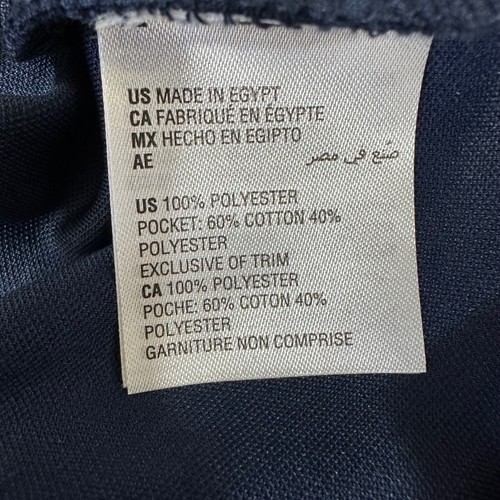 US MADE IN EGYPT
CA FABRIQUÉ EN ÉGYPTE
MX HECHO EN EGIPTO
AE صنع في مصر
US 100% POLYESTER
POCKET: 60% COTTON 40%
POLYESTER
EXCLUSIVE OF TRIM
CA 100% POLYESTER
POCHE: 60% COTON 40%
POLYESTER
GARNITURE NON COMPRISE